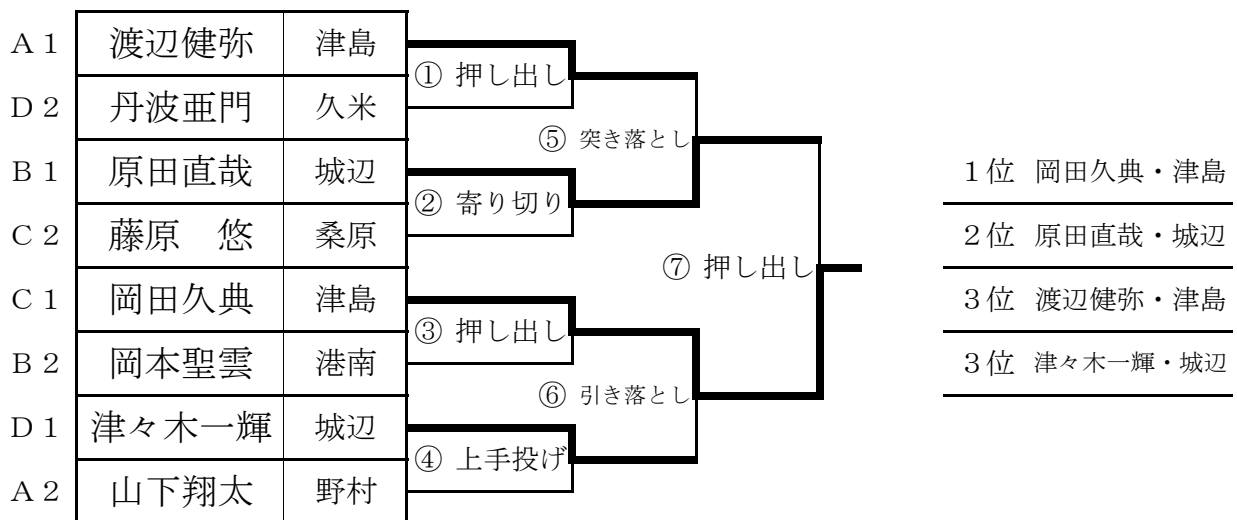 A1 渡辺健弥 津島
① 押し出し
D2 丹波亜門 久米
⑤ 突き落とし
B1 原田直哉 城辺
② 寄り切り
C2 藤原　悠 桑原
⑦ 押し出し
C1 岡田久典 津島
③ 押し出し
B2 岡本聖雲 港南
⑥ 引き落とし
D1 津々木一輝 城辺
④ 上手投げ
A2 山下翔太 野村
1位 岡田久典・津島
2位 原田直哉・城辺
3位 渡辺健弥・津島
3位 津々木一輝・城辺